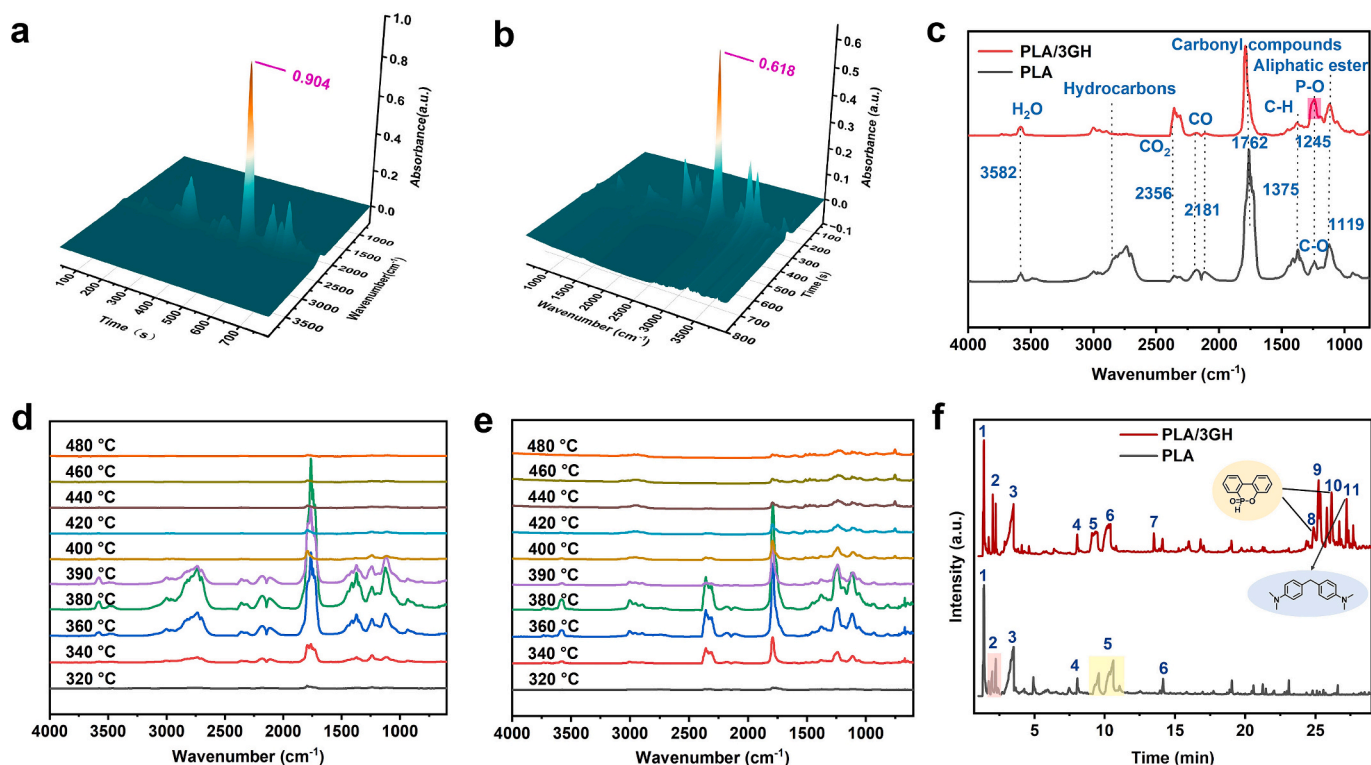 a
0.904
1.0
0.8
0.6
0.4
0.2
0.0
Absorbance(a.u.)
100
200
300
400
500
600
700
Time (s)
1000
1500
2000
2500
3000
3500
Wavenumber(cm-1)
b
0.618
0.6
0.5
0.4
0.3
0.2
0.1
0.0
-0.1
Absorbance (a.u.)
1000
1500
2000
2500
3000
3500
Wavenumber (cm-1)
100
200
300
400
500
600
700
800
Time (s)
c
PLA/3GH
PLA
Carbonyl compounds
Aliphatic ester
Hydrocarbons
P-O
C-H
H2O
CO
CO2
1762
1245
3582
2356
2181
1375
1119
C-O
4000 3500 3000 2500 2000 1500 1000
Wavenumber (cm-1)
d
480 °C
460 °C
440 °C
420 °C
400 °C
390 °C
380 °C
360 °C
340 °C
320 °C
4000 3500 3000 2500 2000 1500 1000
Wavenumber (cm-1)
e
480 °C
460 °C
440 °C
420 °C
400 °C
390 °C
380 °C
360 °C
340 °C
320 °C
4000 3500 3000 2500 2000 1500 1000
Wavenumber (cm-1)
f
PLA/3GH
PLA
1 2 3 4 5 6 7 8 9 10 11
O=P-O
H
N N
1 2 3 4 5 6
5 10 15 20 25
Time (min)
Intensity (a.u.)